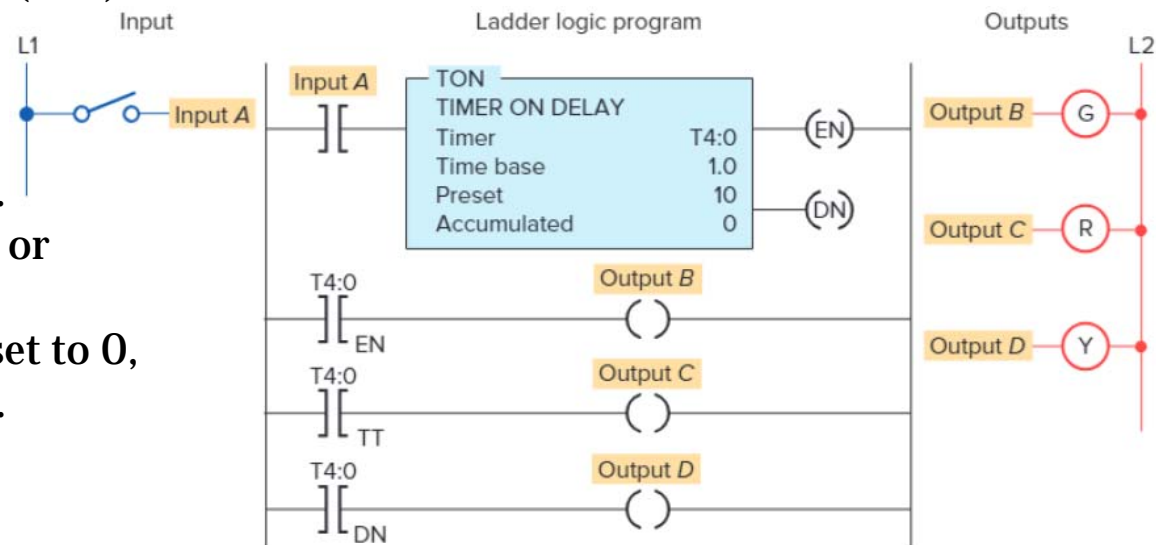 Input
Ladder logic program
Outputs
L1
L2
Input A
Input A
TON
TIMER ON DELAY
Timer T4:0
Time base 1.0
Preset 10
Accumulated 0
EN
DN
Output B
G
.
or
Output C
R
set to 0,
.
Output D
Y
T4:0
EN
Output B
T4:0
TT
Output C
T4:0
DN
Output D